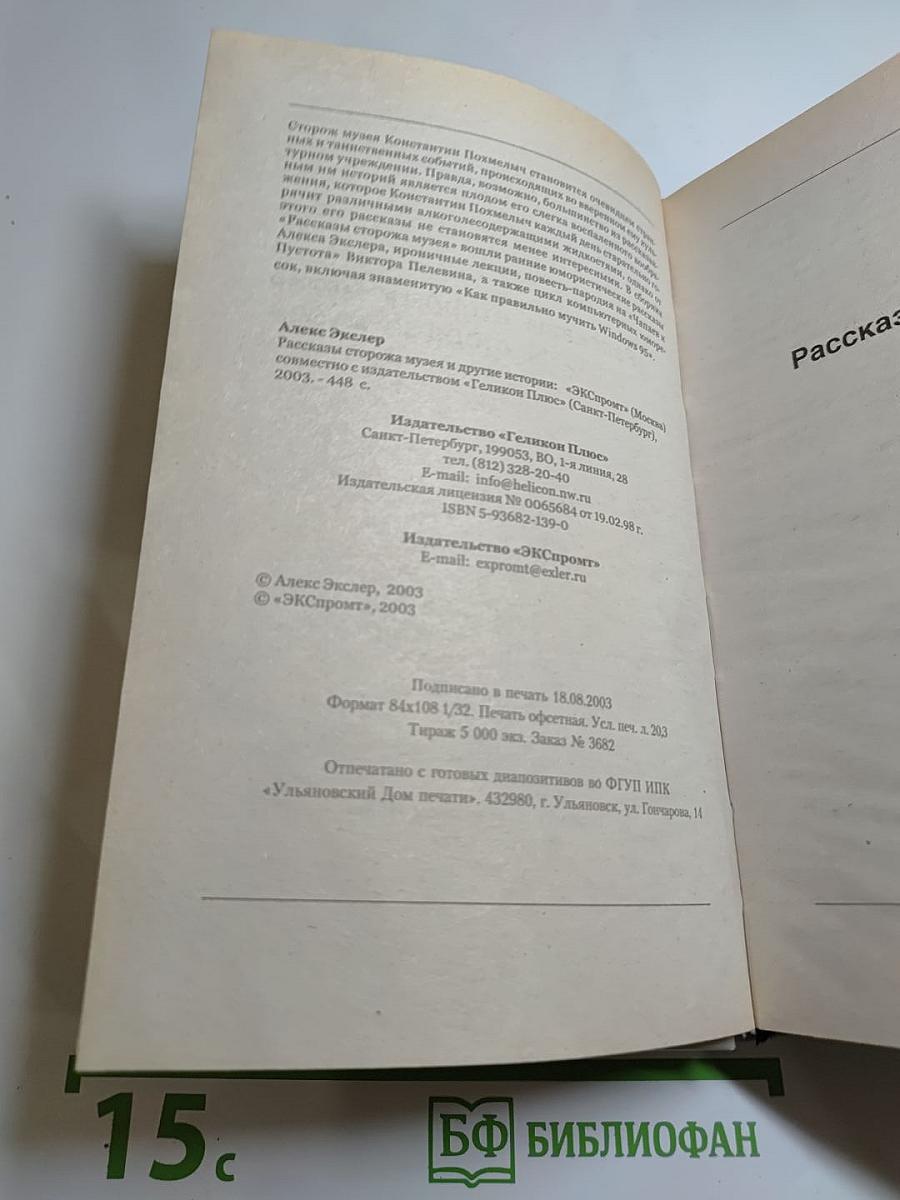 Сторож музея Константин Похмелыч становится очевидцем стран-
ных и таинственных событий, происходящих во вверенном ему куль-
турном учреждении. Правда, возможно, большинство из рассказан-
ным им историй является плодом его слегка воспаленного вообра-
жения, которое Константин Похмелыч каждый день старательно го-
рячит различными алкоголесодержащими жидкостями, однако от
этого его рассказы не становятся менее интересными. В сборник
«Рассказы сторожа музея» вошли ранние юмористические рассказы
Алекса Экслера, ироничные лекции, повесть-пародия на «Чапаев и
Пустота» Виктора Пелевина, а также цикл компьютерных юморе-
сок, включая знаменитую «Как правильно мучить Windows 95».
Алекс Экслер
Рассказы сторожа музея и другие истории: «ЭКСпромт» (Москва)
совместно с издательством «Геликон Плюс» (Санкт-Петербург),
2003. - 448 с.
Издательство «Геликон Плюс»
Санкт-Петербург, 199053, ВО, 1-я линия, 28
тел. (812) 328-20-40
E-mail: info@helicon.nw.ru
Издательская лицензия № 0065684 от 19.02.98 г.
ISBN 5-93682-139-0
Издательство «ЭКСпромт»
E-mail: expromt@exler.ru
© Алекс Экслер, 2003
© «ЭКСпромт», 2003
Подписано в печать 18.08.2003
Формат 84х108 1/32. Печать офсетная. Усл. печ. л. 20,3
Тираж 5 000 экз. Заказ № 3682
Отпечатано с готовых диапозитивов во ФГУП ИПК
«Ульяновский Дом печати». 432980, г. Ульяновск, ул. Гончарова, 14
Рассказ
15 с
БФ БИБЛИОФАН